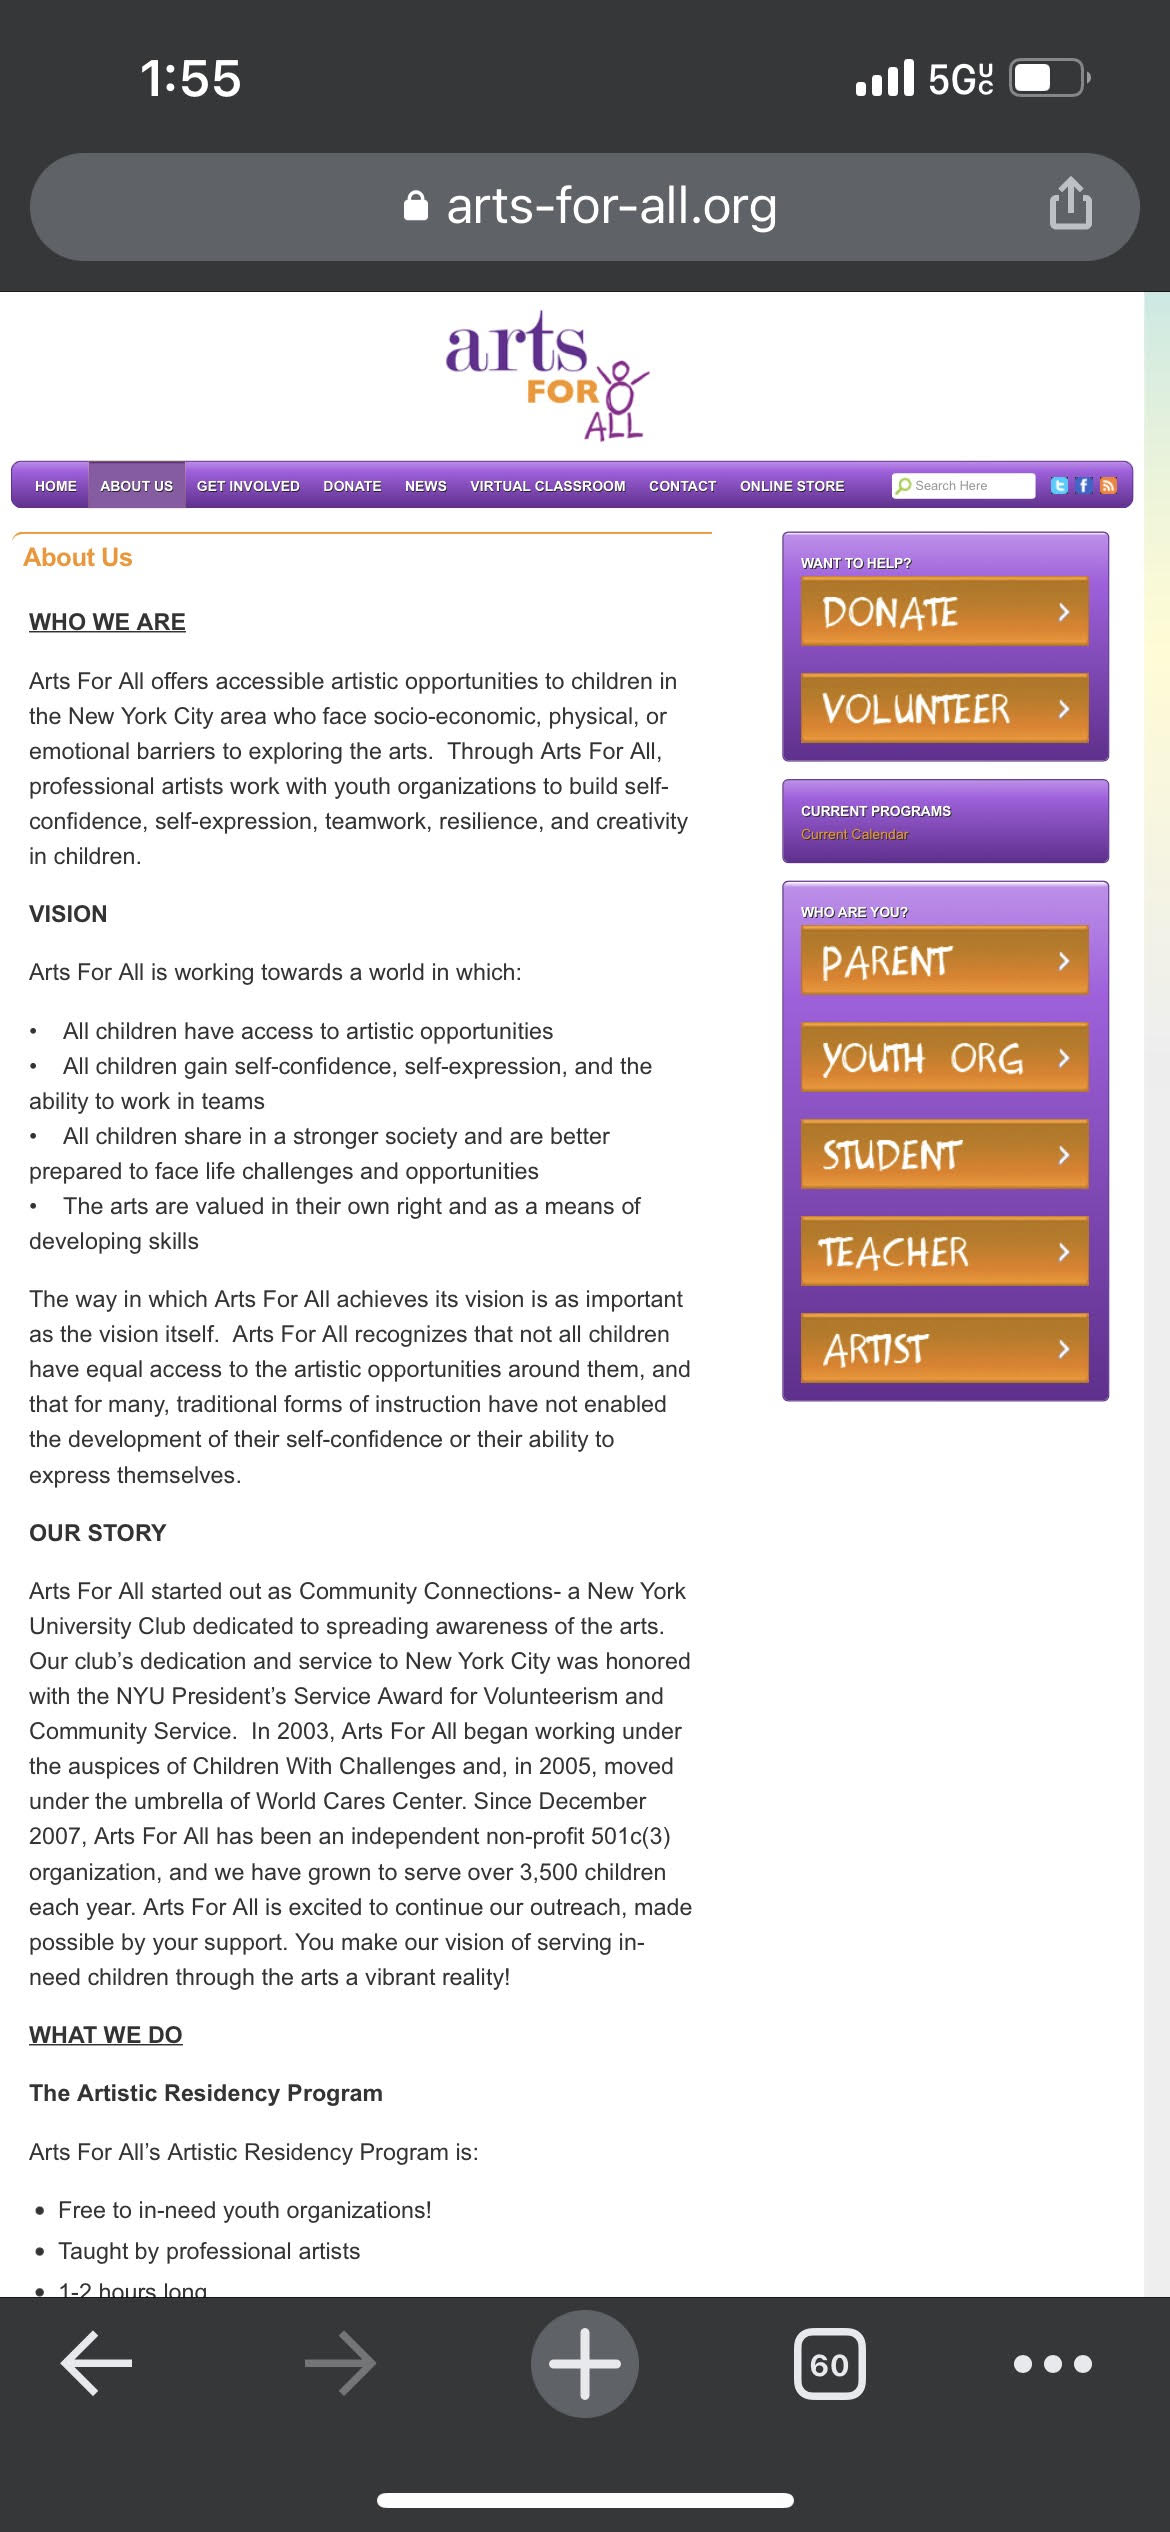 1:55
5G UC
arts-for-all.org
arts
FOR
ALL
HOME ABOUT US GET INVOLVED DONATE NEWS VIRTUAL CLASSROOM CONTACT ONLINE STORE Search Here
About Us
WHO WE ARE
Arts For All offers accessible artistic opportunities to children in
the New York City area who face socio-economic, physical, or
emotional barriers to exploring the arts.  Through Arts For All,
professional artists work with youth organizations to build self-
confidence, self-expression, teamwork, resilience, and creativity
in children.
VISION
Arts For All is working towards a world in which:
• All children have access to artistic opportunities
• All children gain self-confidence, self-expression, and the
ability to work in teams
• All children share in a stronger society and are better
prepared to face life challenges and opportunities
• The arts are valued in their own right and as a means of
developing skills
The way in which Arts For All achieves its vision is as important
as the vision itself.  Arts For All recognizes that not all children
have equal access to the artistic opportunities around them, and
that for many, traditional forms of instruction have not enabled
the development of their self-confidence or their ability to
express themselves.
OUR STORY
Arts For All started out as Community Connections- a New York
University Club dedicated to spreading awareness of the arts.
Our club’s dedication and service to New York City was honored
with the NYU President’s Service Award for Volunteerism and
Community Service.  In 2003, Arts For All began working under
the auspices of Children With Challenges and, in 2005, moved
under the umbrella of World Cares Center. Since December
2007, Arts For All has been an independent non-profit 501c(3)
organization, and we have grown to serve over 3,500 children
each year. Arts For All is excited to continue our outreach, made
possible by your support. You make our vision of serving in-
need children through the arts a vibrant reality!
WHAT WE DO
The Artistic Residency Program
Arts For All’s Artistic Residency Program is:
• Free to in-need youth organizations!
• Taught by professional artists
• 1-2 hours long
WANT TO HELP?
DONATE
VOLUNTEER
CURRENT PROGRAMS
Current Calendar
WHO ARE YOU?
PARENT
YOUTH ORG
STUDENT
TEACHER
ARTIST
60